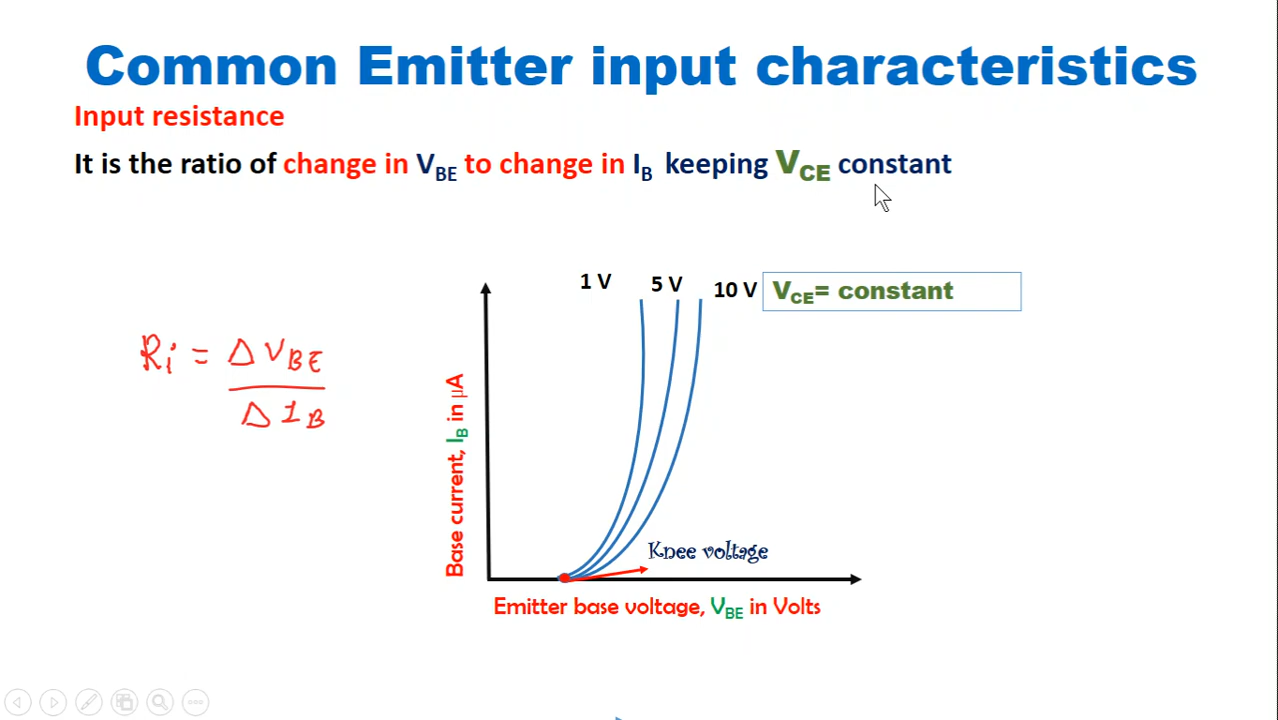 Common Emitter input characteristics
Input resistance
It is the ratio of change in VBE to change in IB keeping VCE constant
1 V
5 V
10 V
VCE= constant
Ri = ΔVBE
ΔIB
Base current, IB in μA
Knee voltage
Emitter base voltage, VBE in Volts